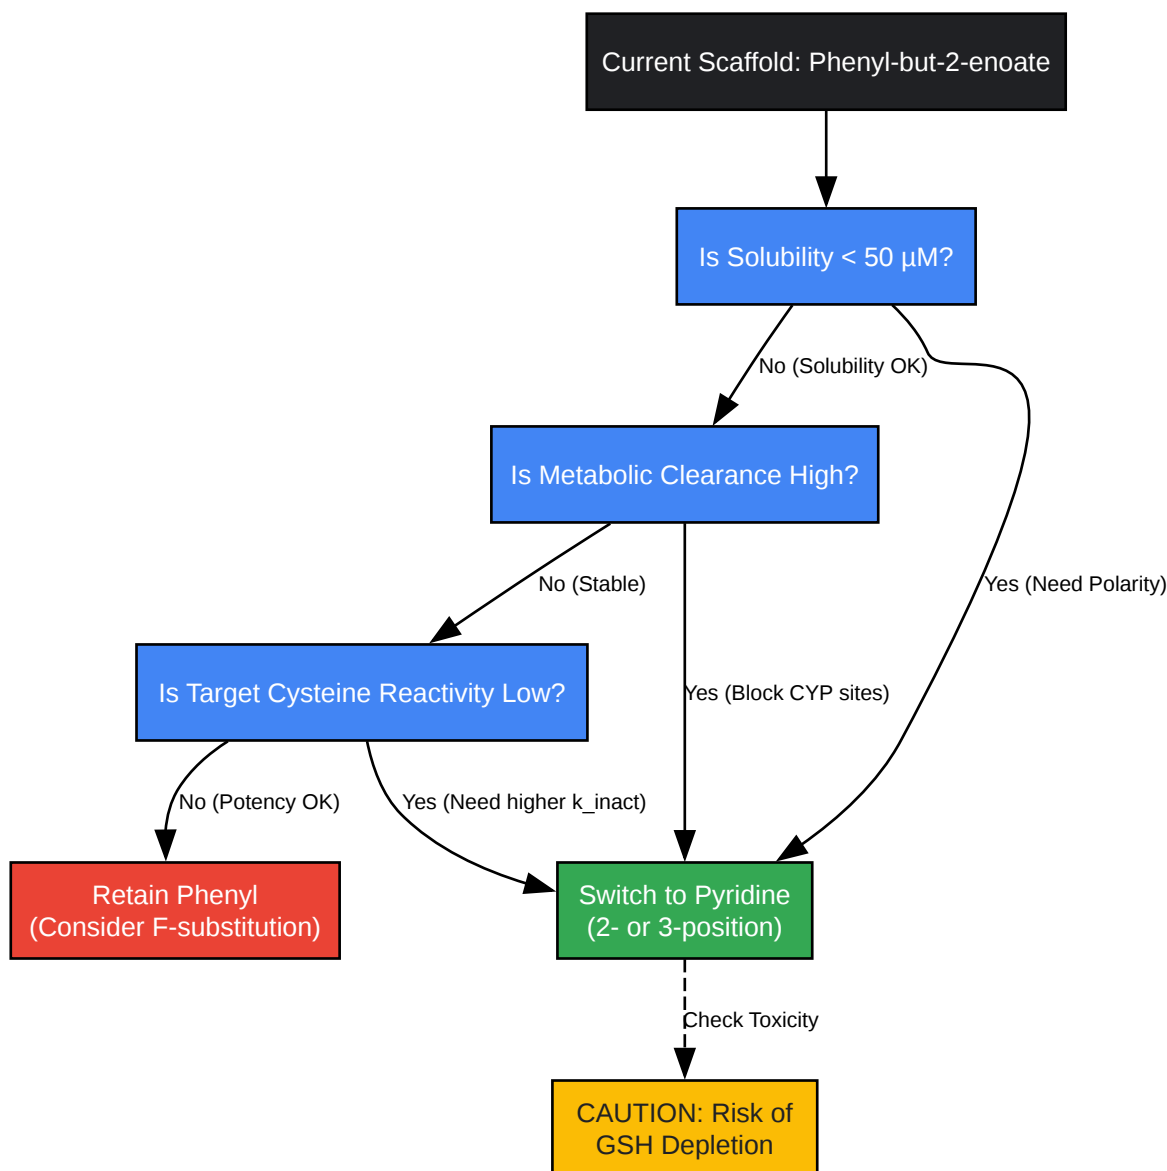 Current Scaffold: Phenyl-but-2-enoate
Is Solubility < 50 µM?
No (Solubility OK)
Is Metabolic Clearance High?
No (Stable)
Yes (Need Polarity)
Is Target Cysteine Reactivity Low?
Yes (Block CYP sites)
No (Potency OK)
Yes (Need higher k_inact)
Retain Phenyl
(Consider F-substitution)
Switch to Pyridine
(2- or 3-position)
Check Toxicity
CAUTION: Risk of
GSH Depletion